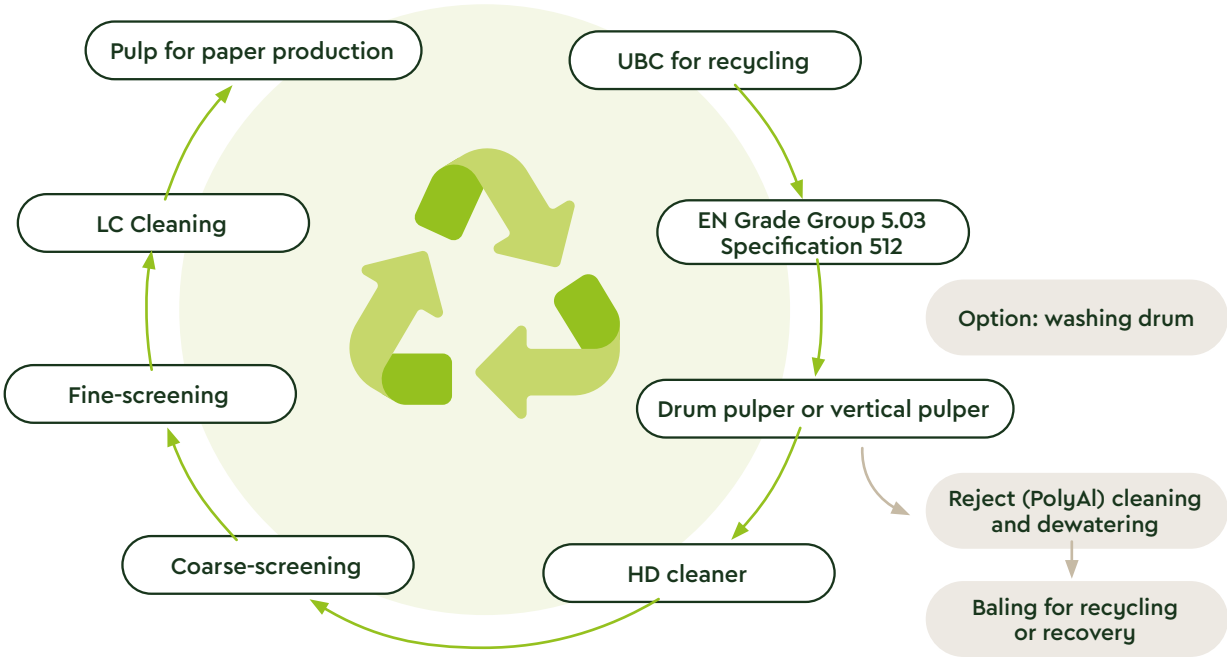 Pulp for paper production
UBC for recycling
LC Cleaning
EN Grade Group 5.03
Specification 512
Option: washing drum
Fine-screening
Drum pulper or vertical pulper
Reject (PolyAl) cleaning
and dewatering
Coarse-screening
HD cleaner
Baling for recycling
or recovery